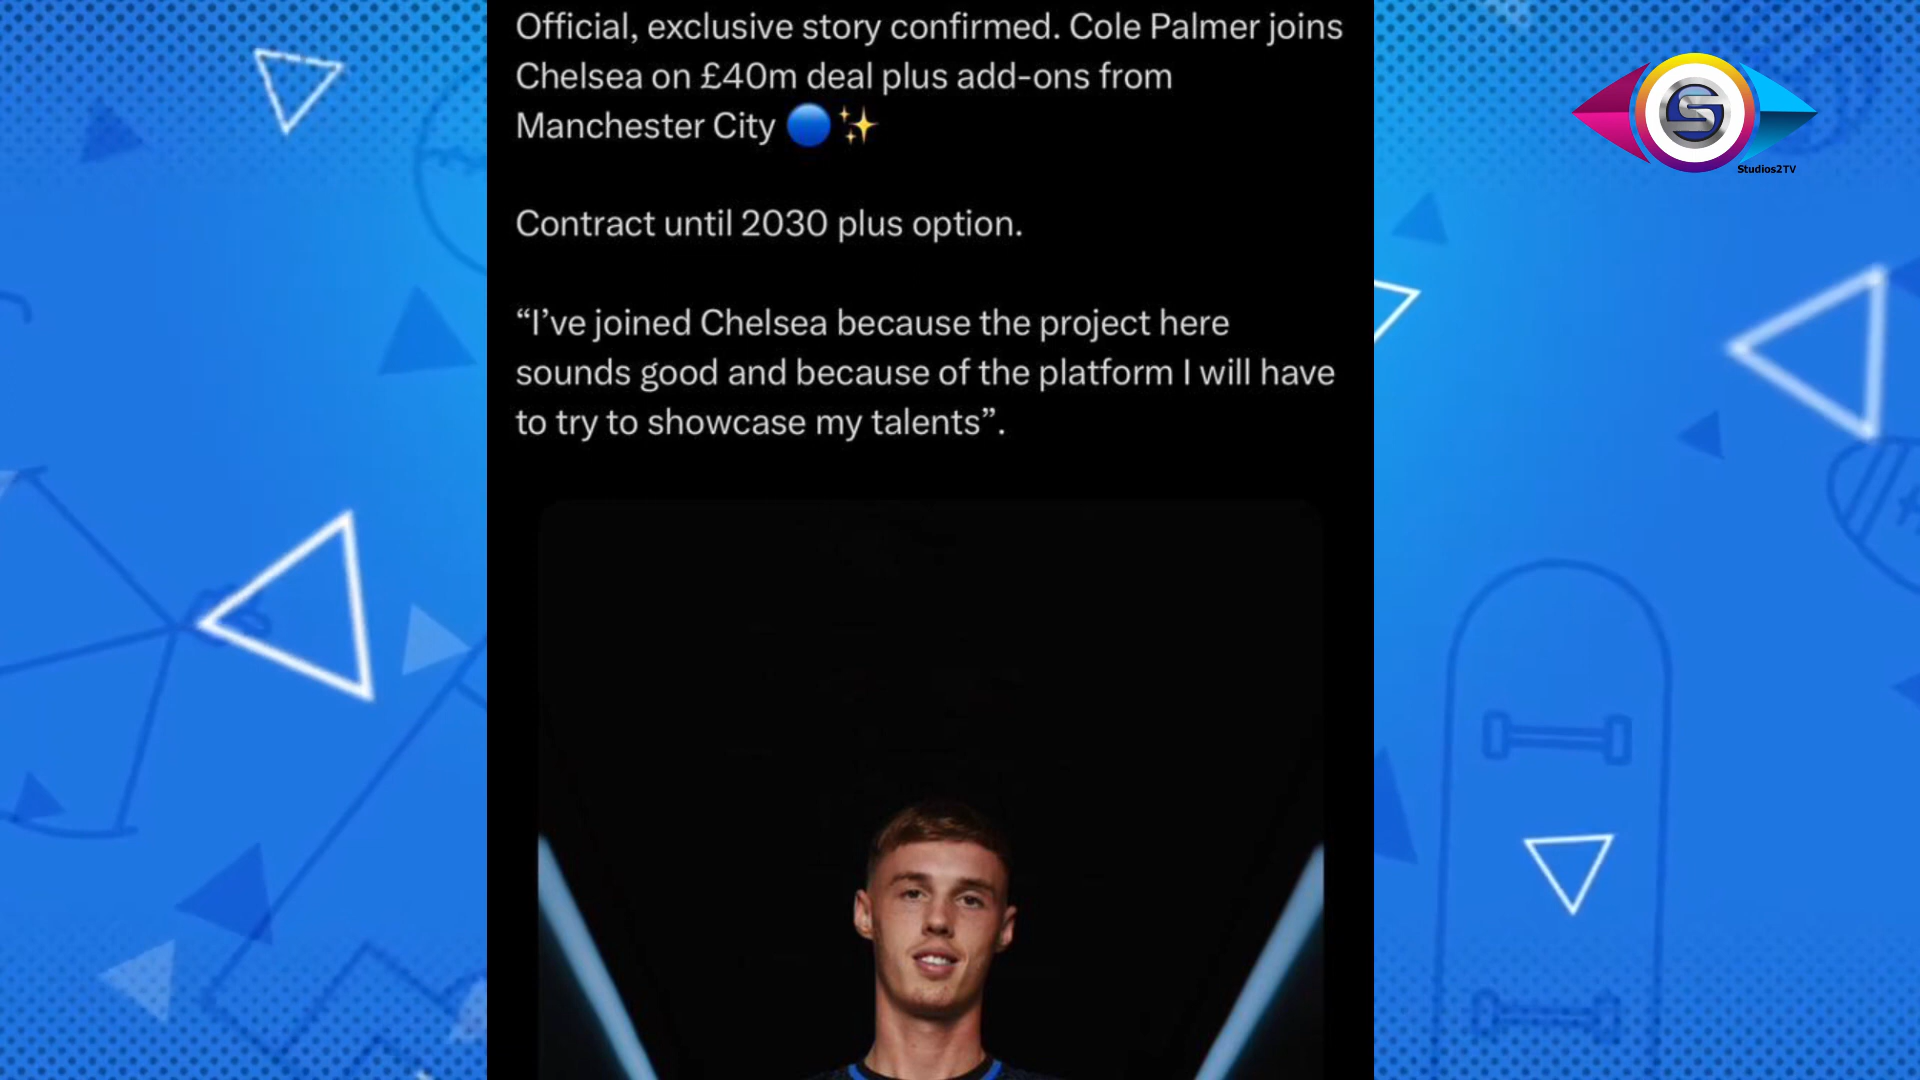 Official, exclusive story confirmed. Cole Palmer joins
Chelsea on £40m deal plus add-ons from
Manchester City 🔵✨
Contract until 2030 plus option.
“I’ve joined Chelsea because the project here
sounds good and because of the platform I will have
to try to showcase my talents”.
S
Studios2TV